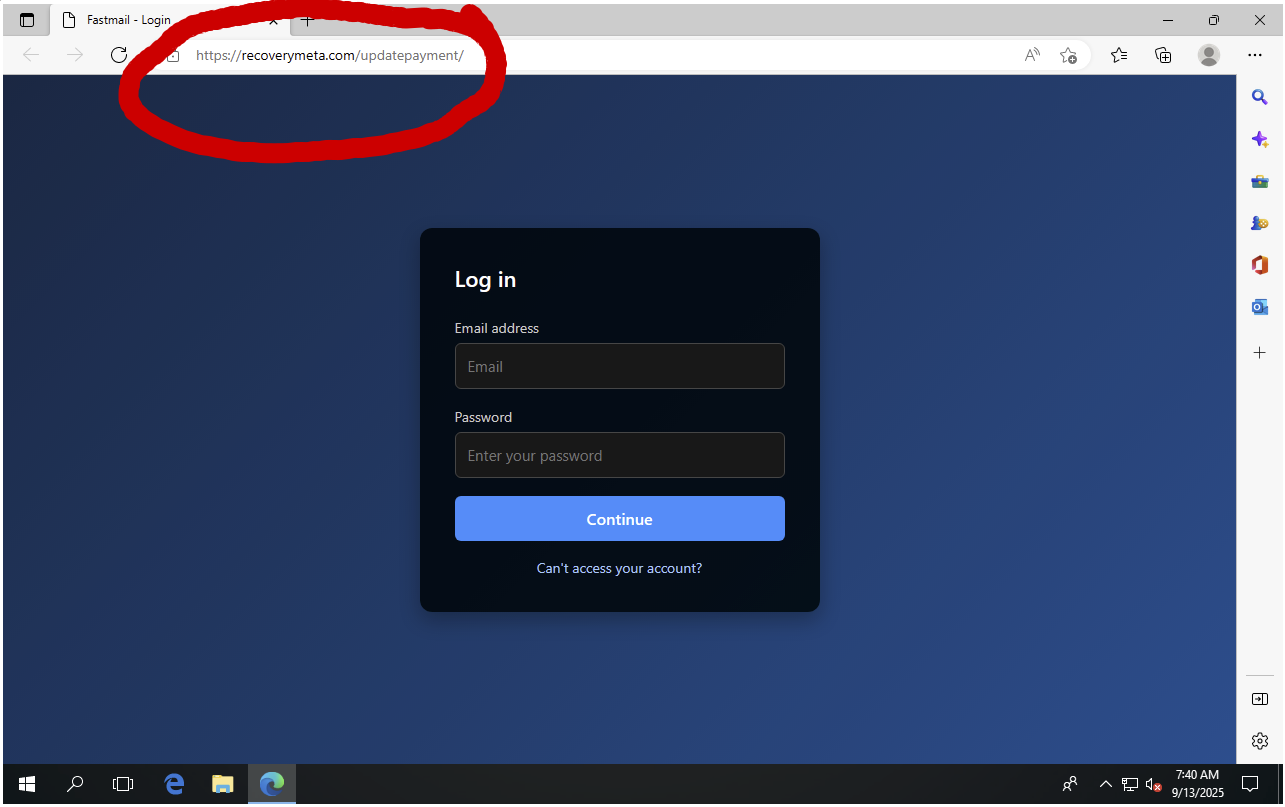 Fastmail - Login
https://recoverymeta.com/updatepayment/
Log in
Email address
Email
Password
Enter your password
Continue
Can't access your account?
7:40 AM
9/13/2025